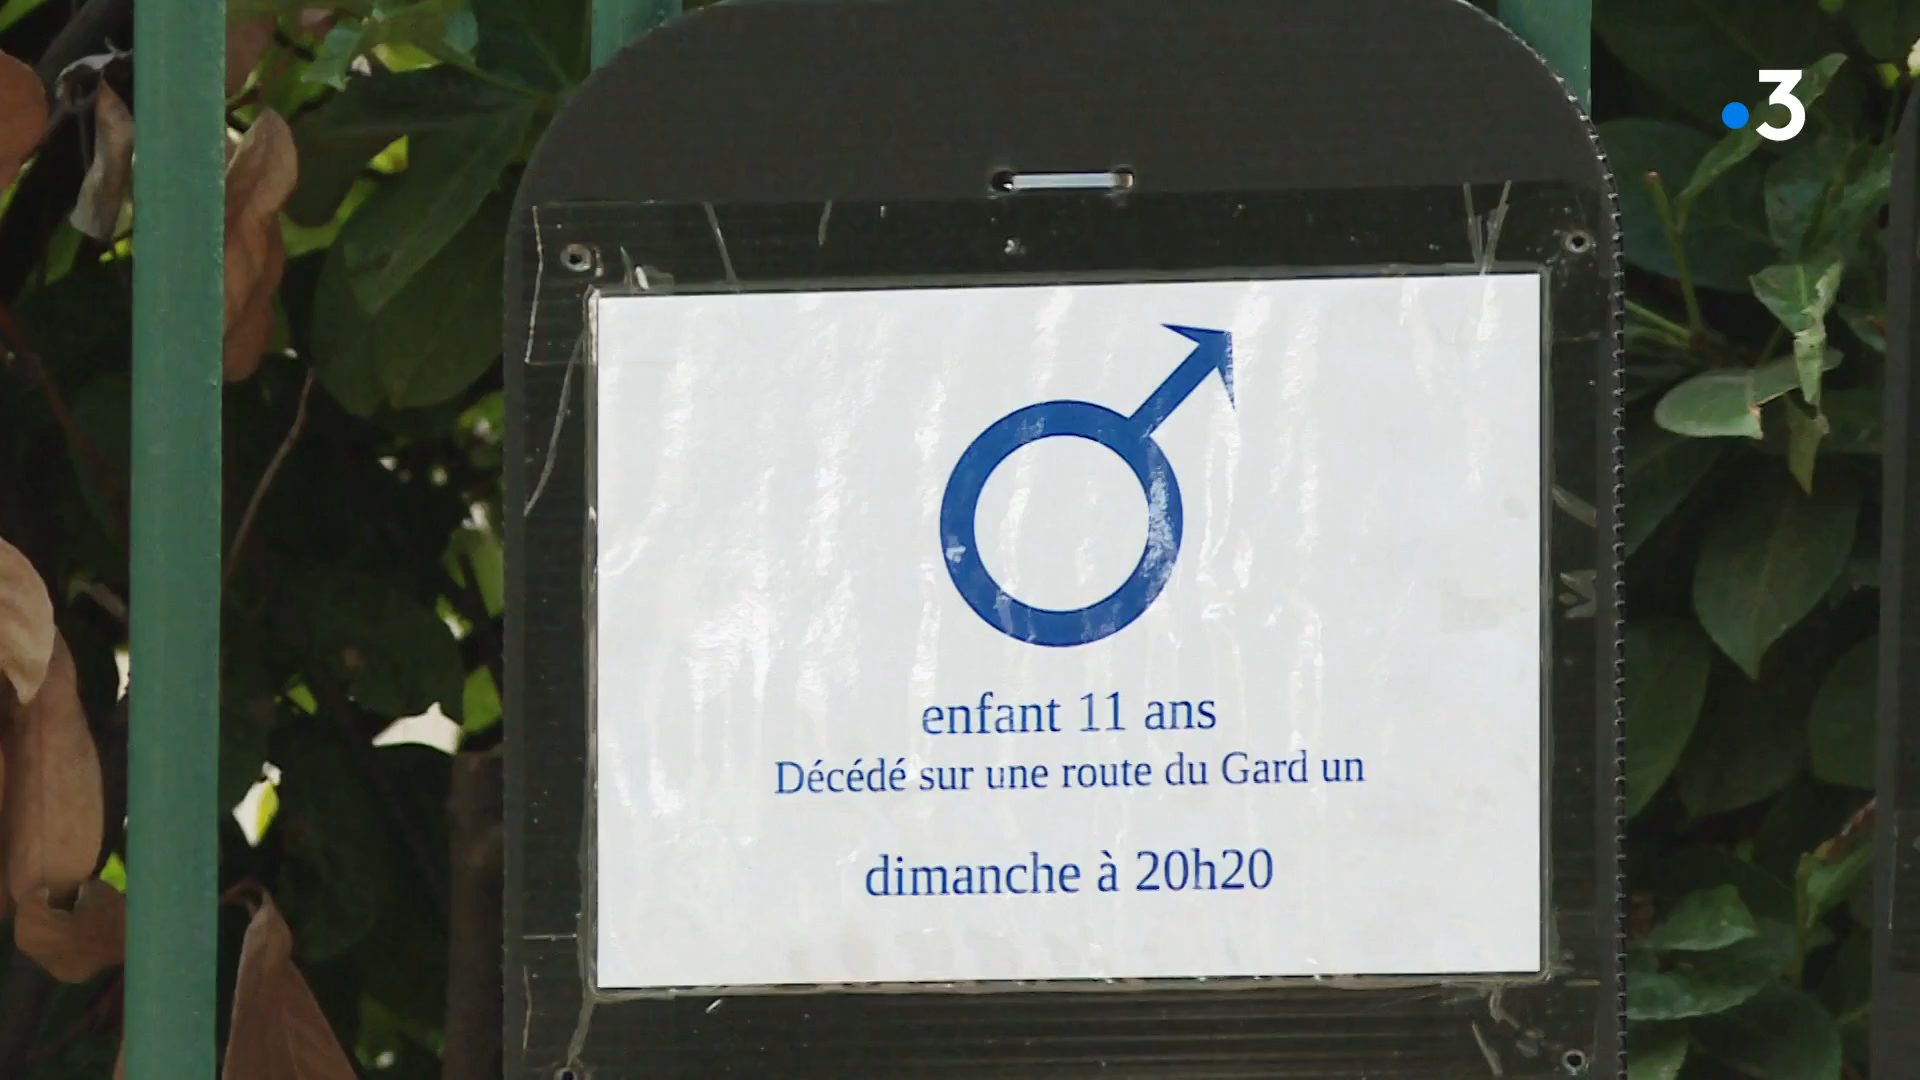 3
enfant 11 ans
Décédé sur une route du Gard un
dimanche à 20h20